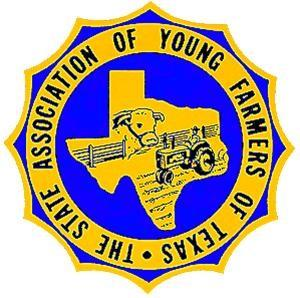 THE STATE ASSOCIATION OF YOUNG FARMERS OF TEXAS •